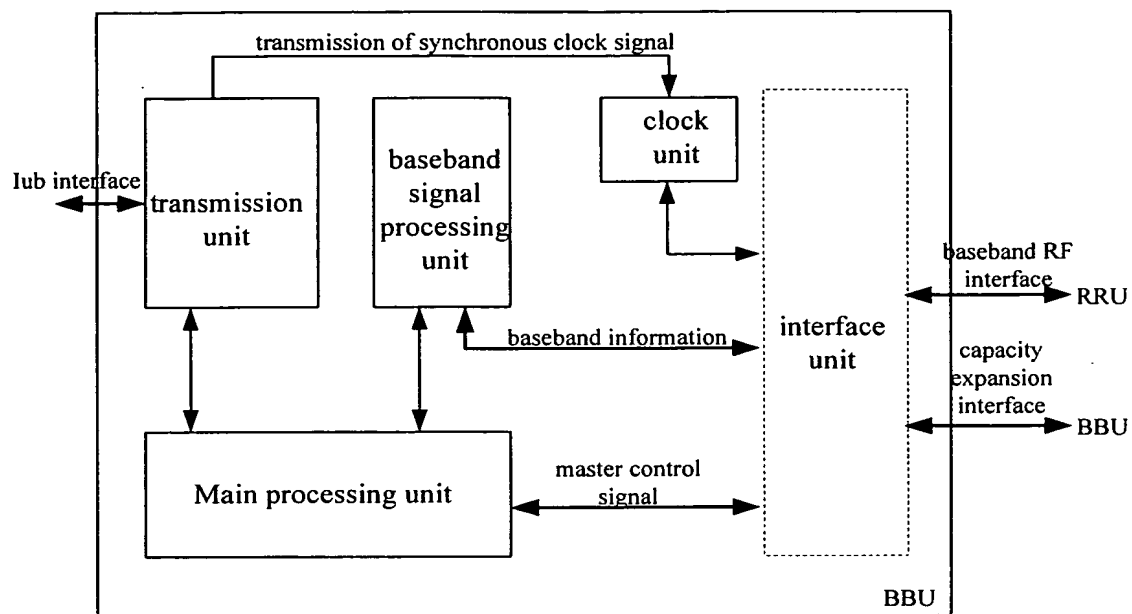 transmission of synchronous clock signal
clock
unit
baseband
signal
processing
unit
Iub interface
transmission
unit
baseband RF
interface
RRU
interface
unit
baseband information
capacity
expansion
interface
BBU
Main processing unit
master control
signal
BBU